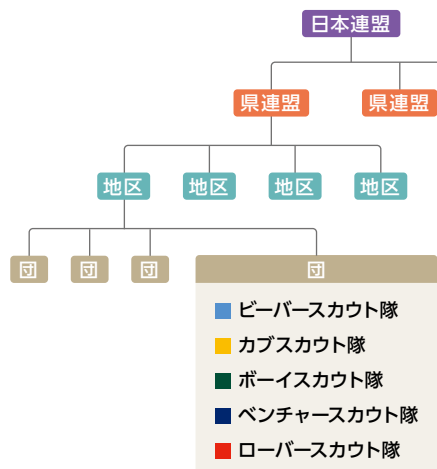 日本連盟
県連盟 県連盟
地区 地区 地区 地区
団 団 団 団
ビーバースカウト隊
カブスカウト隊
ボーイスカウト隊
ベンチャースカウト隊
ローバースカウト隊